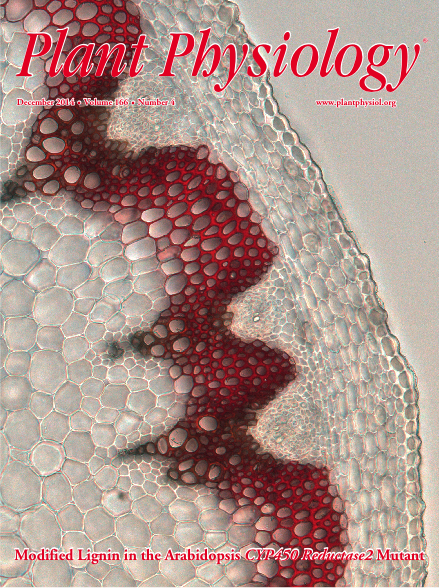 Plant Physiology®
December 2014 • Volume 166 • Number 4
www.plantphysiol.org
Modified Lignin in the Arabidopsis CYP450 Reductase2 Mutant